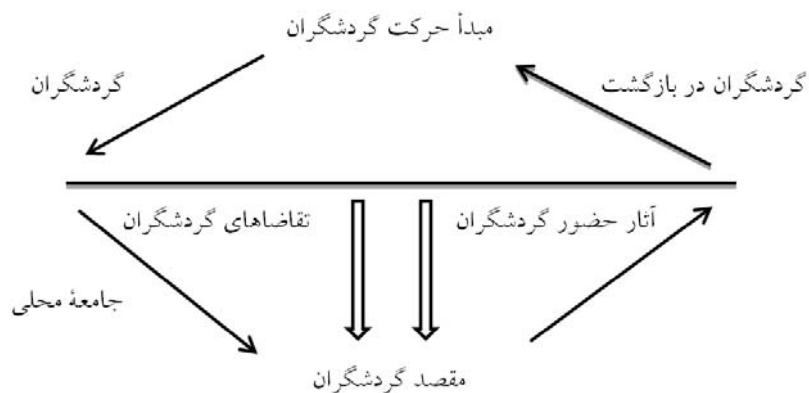 مبدأ حرکت گردشگران
گردشگران در بازگشت
گردشگران
آثار حضور گردشگران
تقاضاهای گردشگران
جامعهٔ محلی
مقصد گردشگران